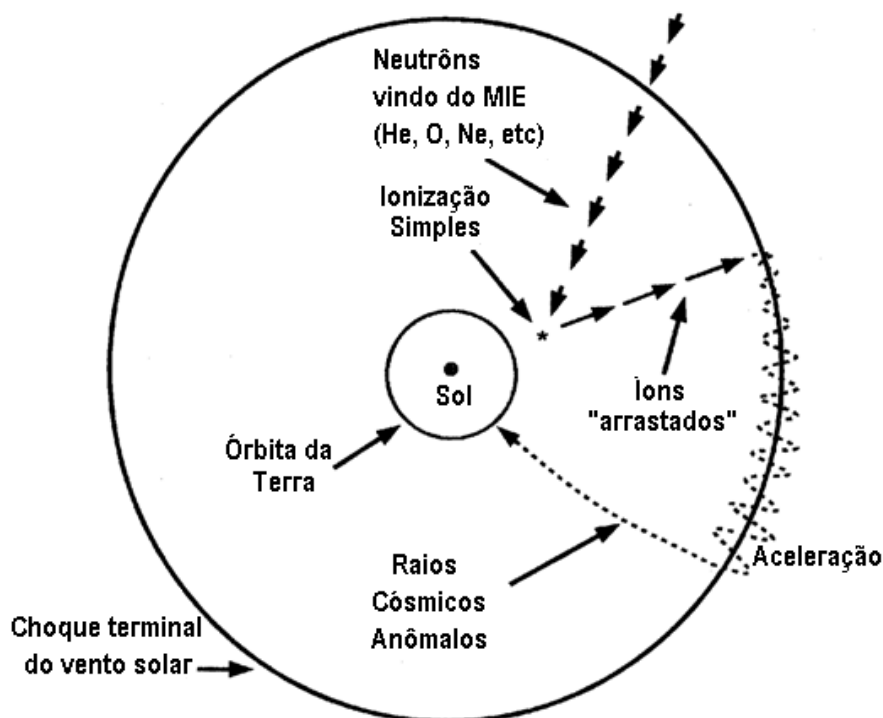 Neutrôns
vindo do MIE
(He, O, Ne, etc)
Ionização
Simples
*
Sol
Íons
"arrastados"
Órbita da
Terra
Raios
Cósmicos
Anômalos
Aceleração
Choque terminal
do vento solar